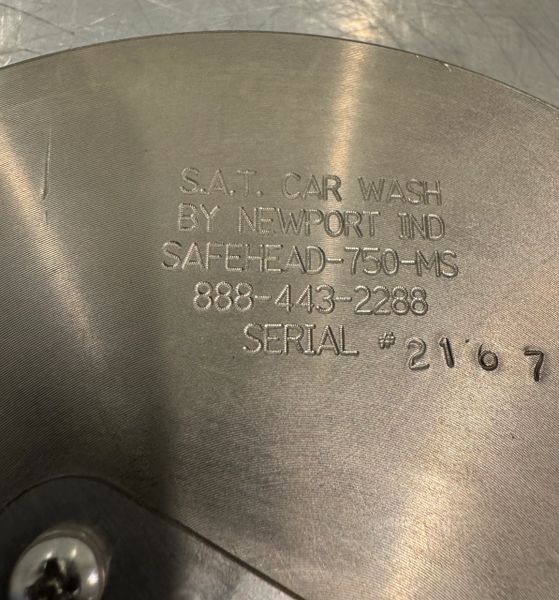 S.A.T. CAR WASH
BY NEWPORT IND
SAFEHEAD-750-MS
888-443-2288
SERIAL # 2167